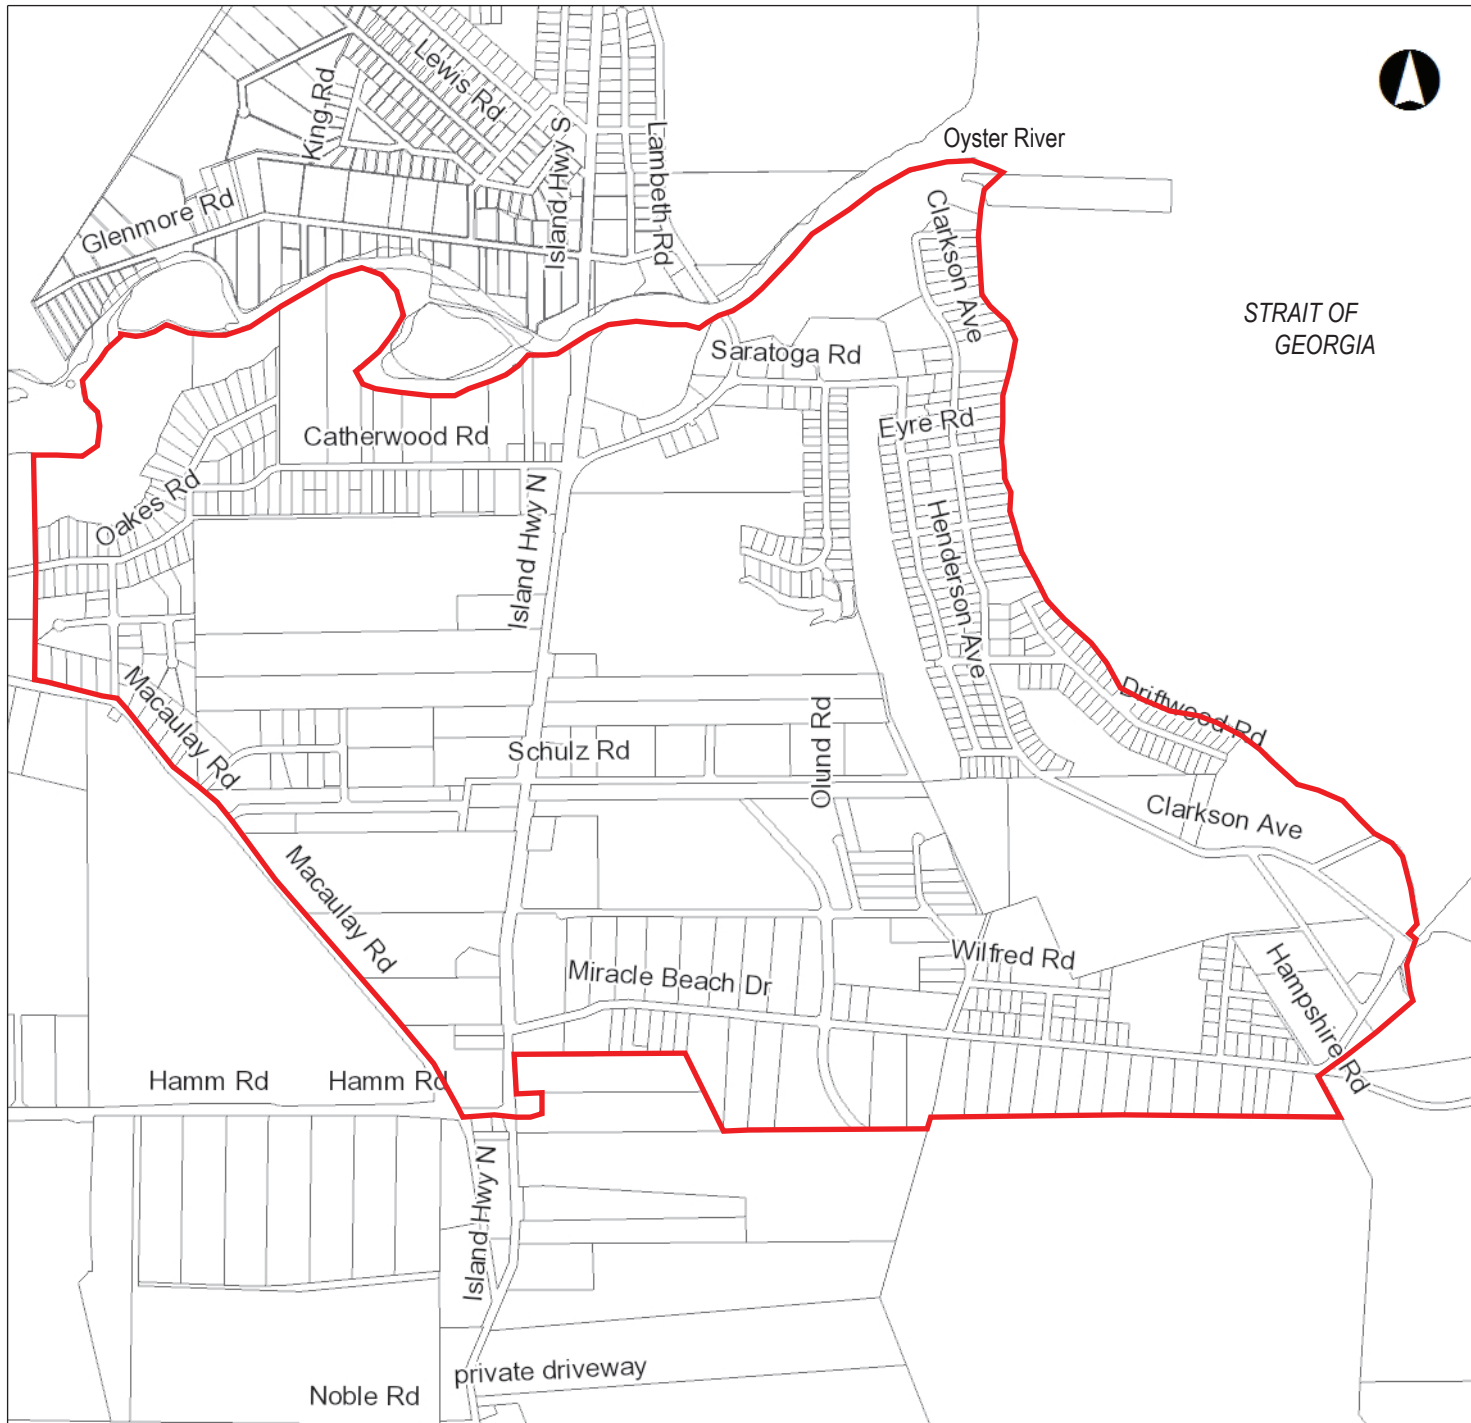 Lewis Rd
King Rd
Island Hwy S
Lambeth Rd
Oyster River
Glenmore Rd
Clarkson Ave
STRAIT OF
GEORGIA
Saratoga Rd
Catherwood Rd
Eyre Rd
Oakes Rd
Island Hwy N
Henderson Ave
Macaulay Rd
Driftwood Rd
Schulz Rd
Olund Rd
Clarkson Ave
Macaulay Rd
Wilfred Rd
Miracle Beach Dr
Hampshire Rd
Hamm Rd
Hamm Rd
Island Hwy N
private driveway
Noble Rd